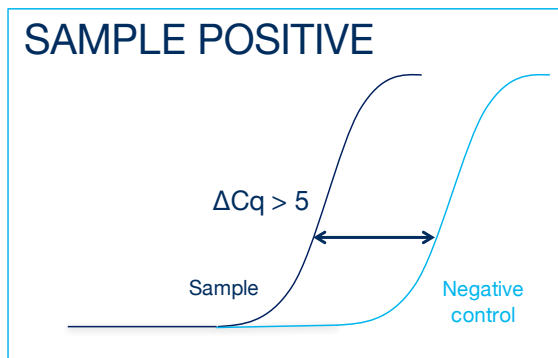 SAMPLE POSITIVE
ΔCq > 5
Sample
Negative
control